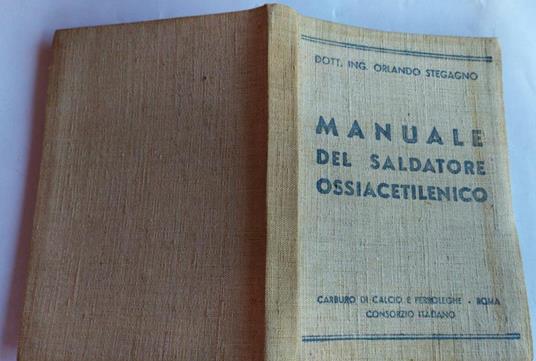 DOTT. ING. ORLANDO STEGAGNO
MANUALE
DEL SALDATORE
OSSIACETILENICO
CARBURO DI CALCIO E FERROLEGHE - ROMA
CONSORZIO ITALIANO